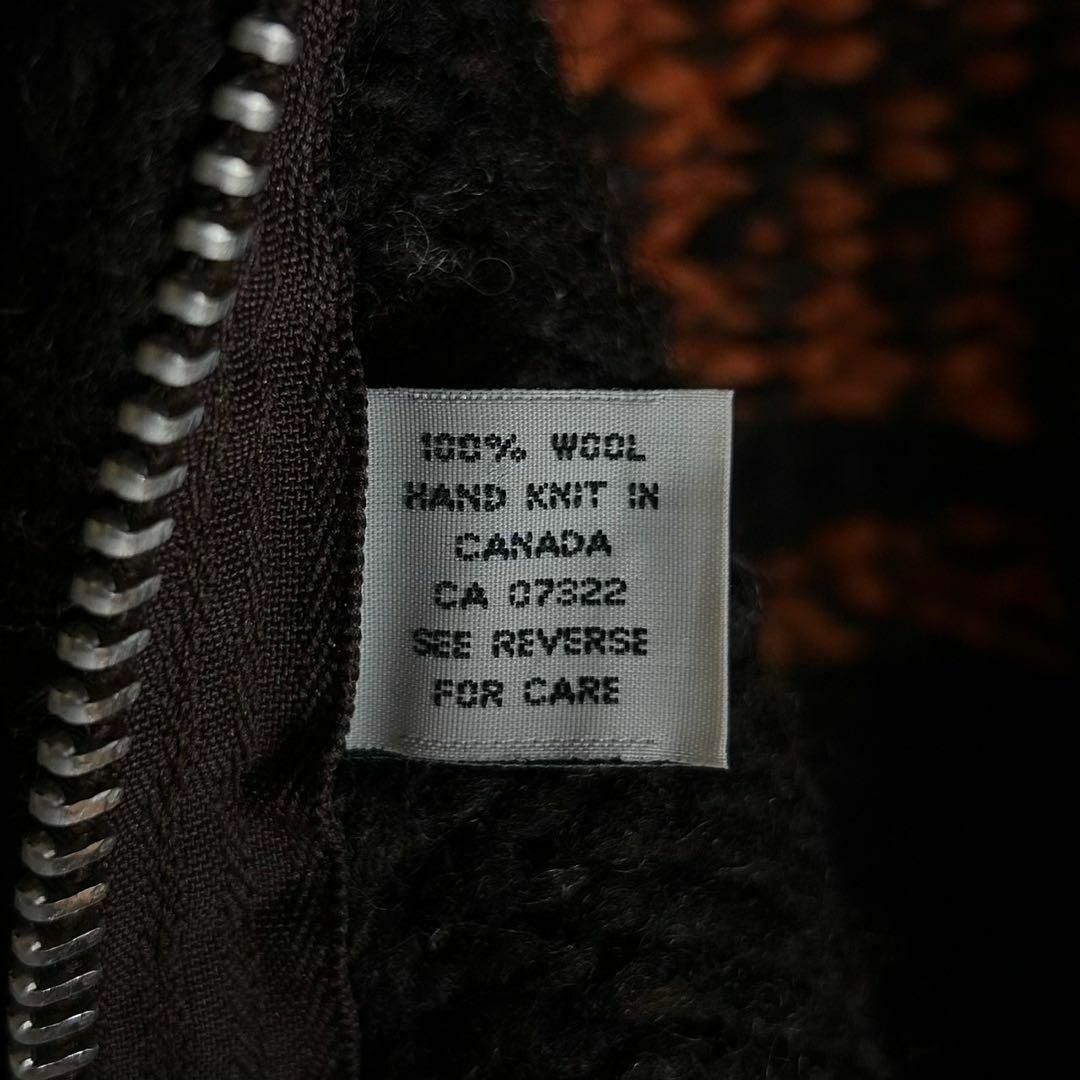 100% WOOL
HAND KNIT IN
CANADA
CA 07322
SEE REVERSE
FOR CARE